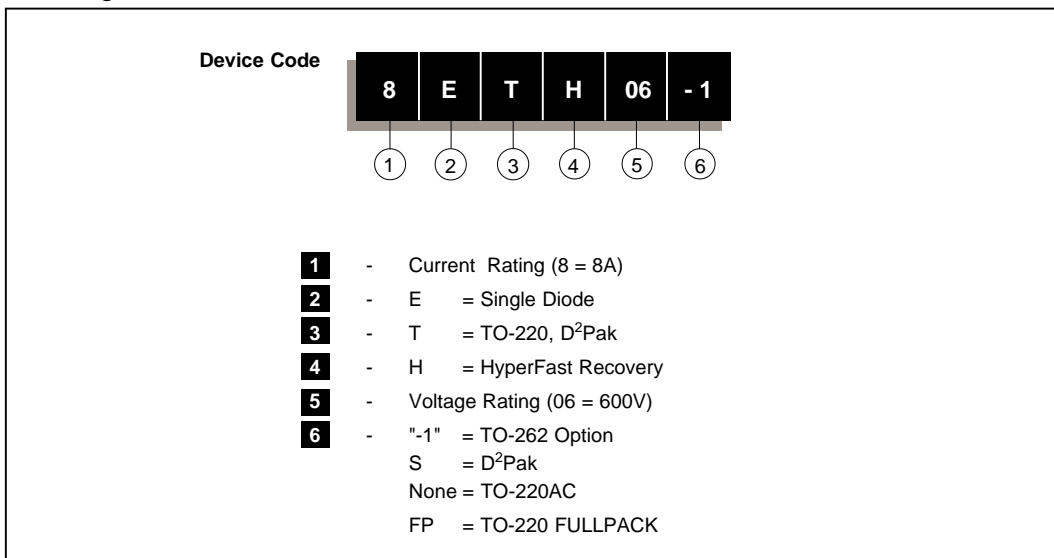 Device Code
8 E T H 06 - 1
1 2 3 4 5 6
1 - Current Rating (8 = 8A)
2 - E = Single Diode
3 - T = TO-220, D²Pak
4 - H = HyperFast Recovery
5 - Voltage Rating (06 = 600V)
6 - "-1" = TO-262 Option
S = D²Pak
None = TO-220AC
FP = TO-220 FULLPACK